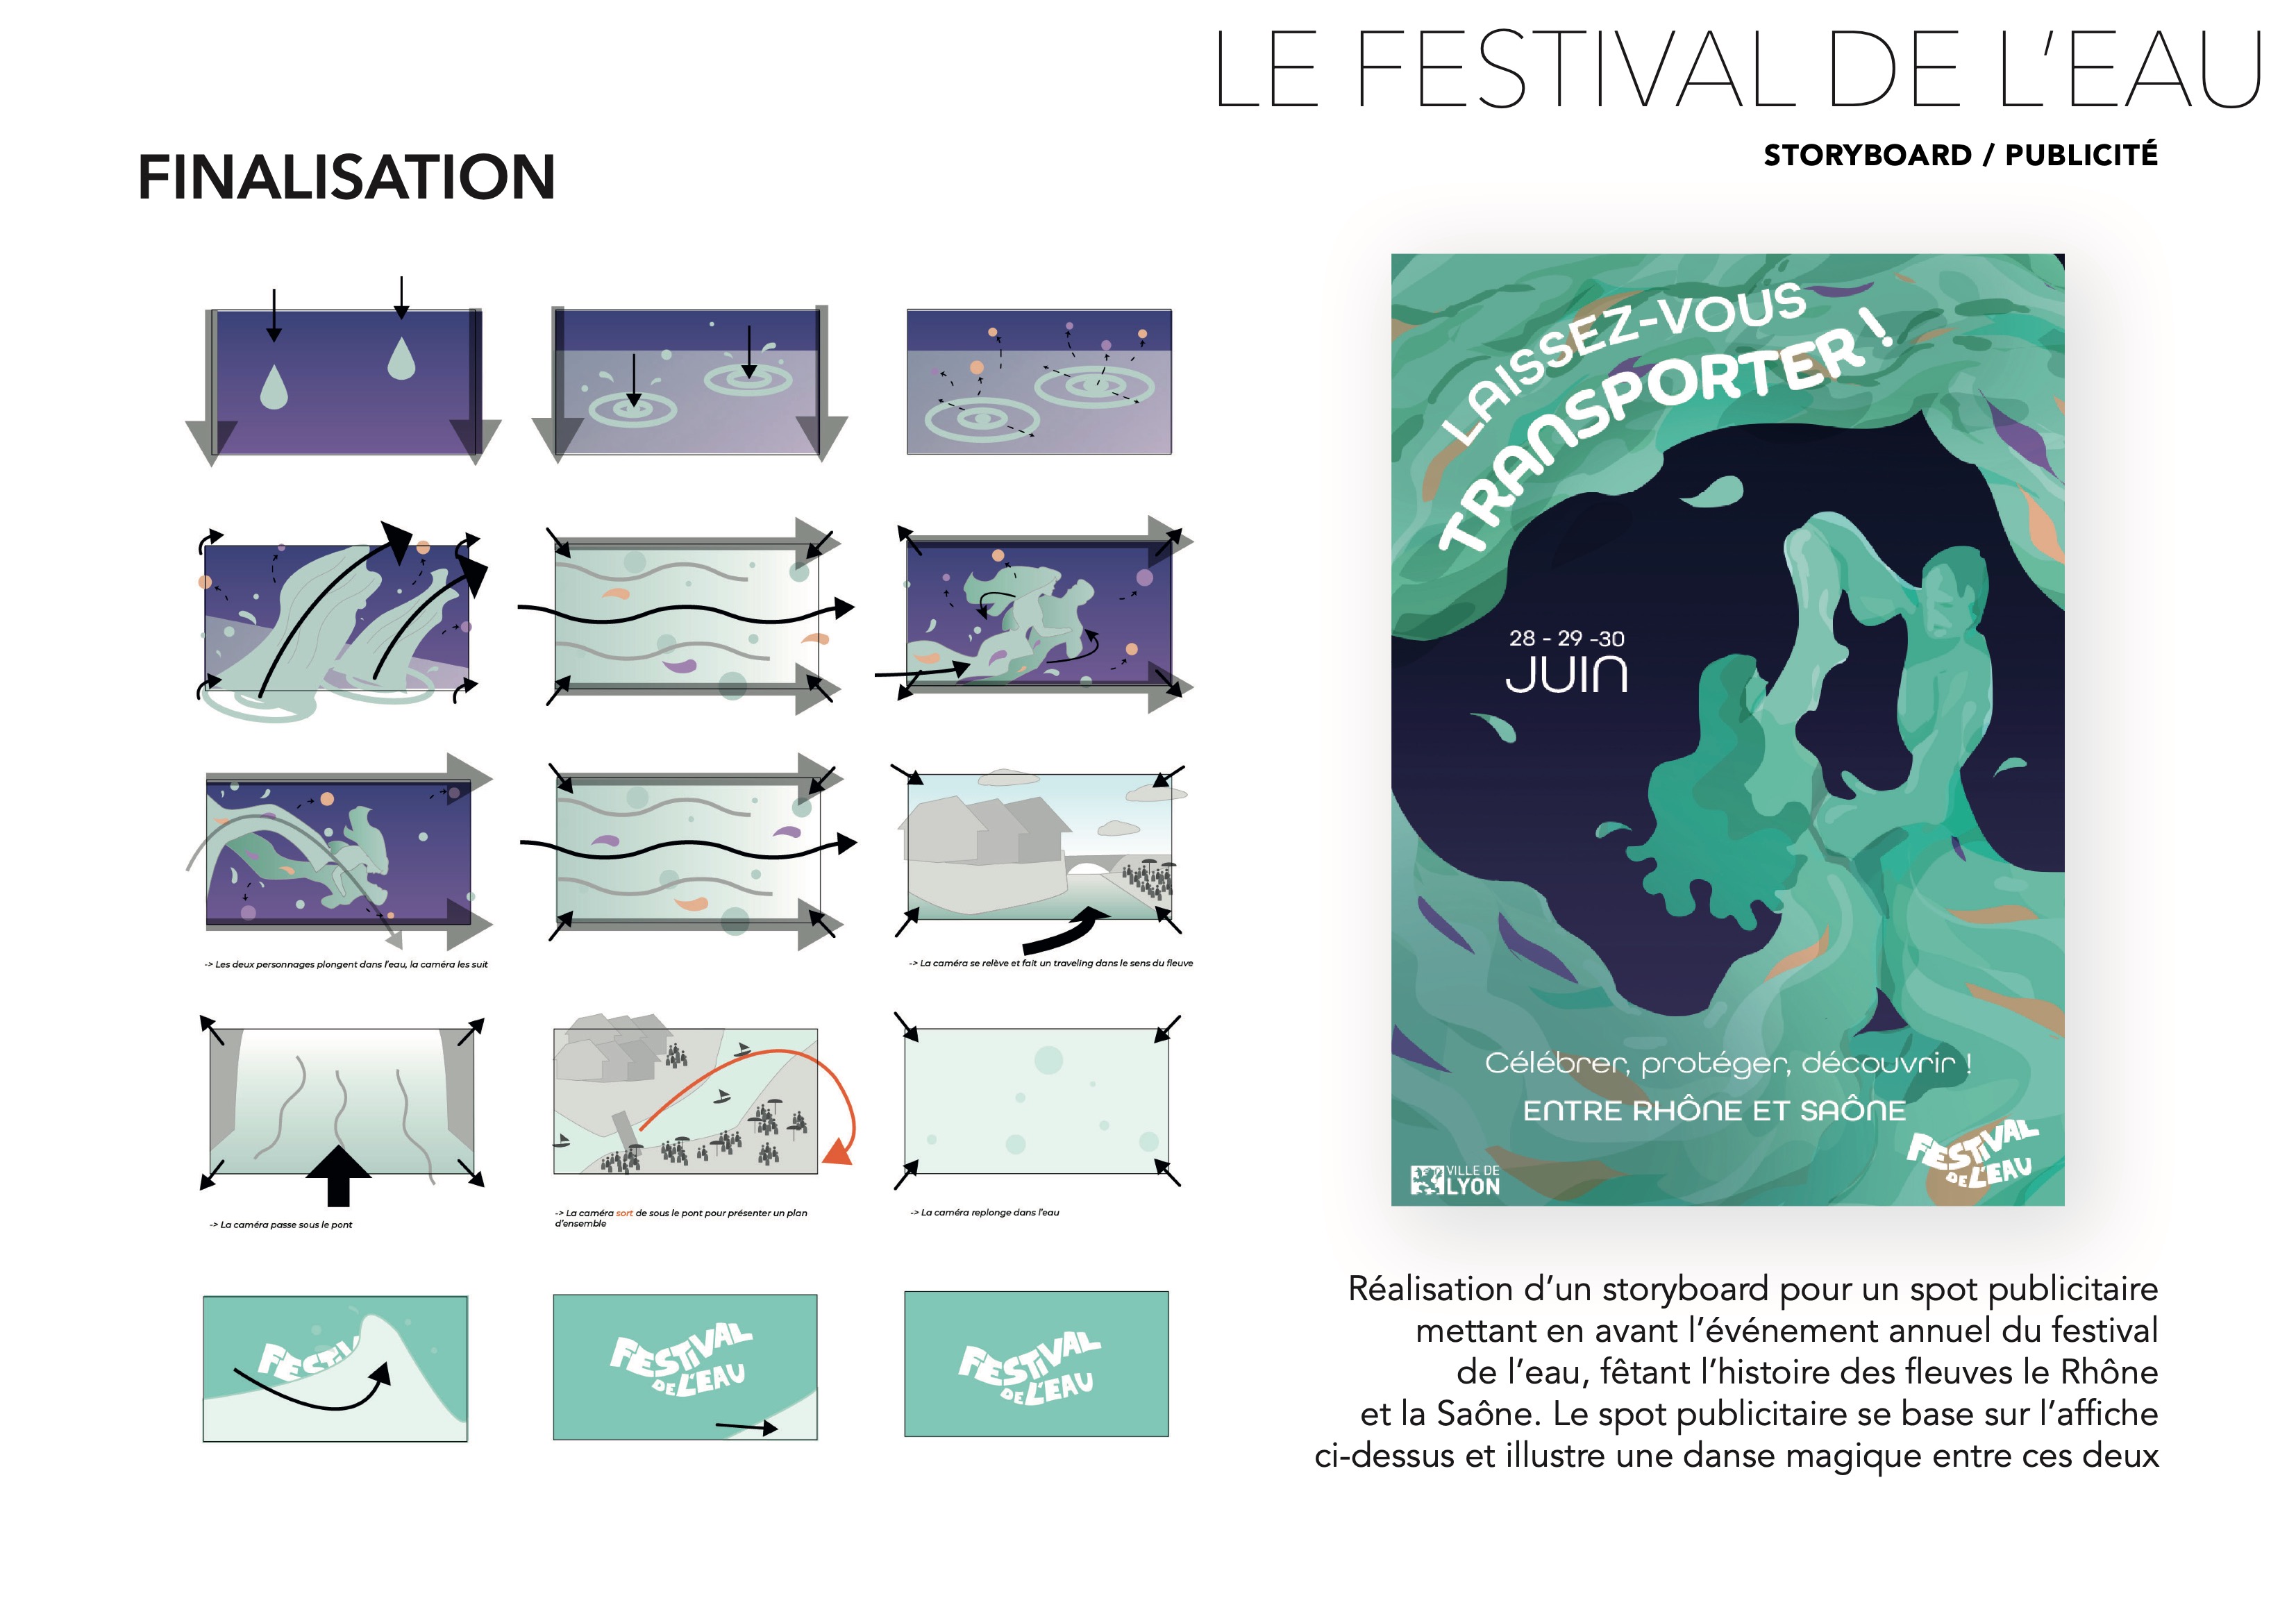 LE FESTIVAL DE L’EAU
STORYBOARD / PUBLICITÉ
FINALISATION
-> Les deux personnages plongent dans l'eau, la caméra les suit
-> La caméra se relève et fait un traveling dans le sens du fleuve
-> La caméra passe sous le pont
-> La caméra sort de sous le pont pour présenter un plan
d'ensemble
-> La caméra replonge dans l'eau
FESTIV
FESTIVAL
DE L'EAU
FESTIVAL
DE L'EAU
LAISSEZ-VOUS
TRANSPORTER !
28 - 29 -30
JUIN
Célébrer, protéger, découvrir !
ENTRE RHÔNE ET SAÔNE
VILLE DE
LYON
FESTIVAL
DE L'EAU
Réalisation d’un storyboard pour un spot publicitaire
mettant en avant l’événement annuel du festival
de l’eau, fêtant l’histoire des fleuves le Rhône
et la Saône. Le spot publicitaire se base sur l’affiche
ci-dessus et illustre une danse magique entre ces deux